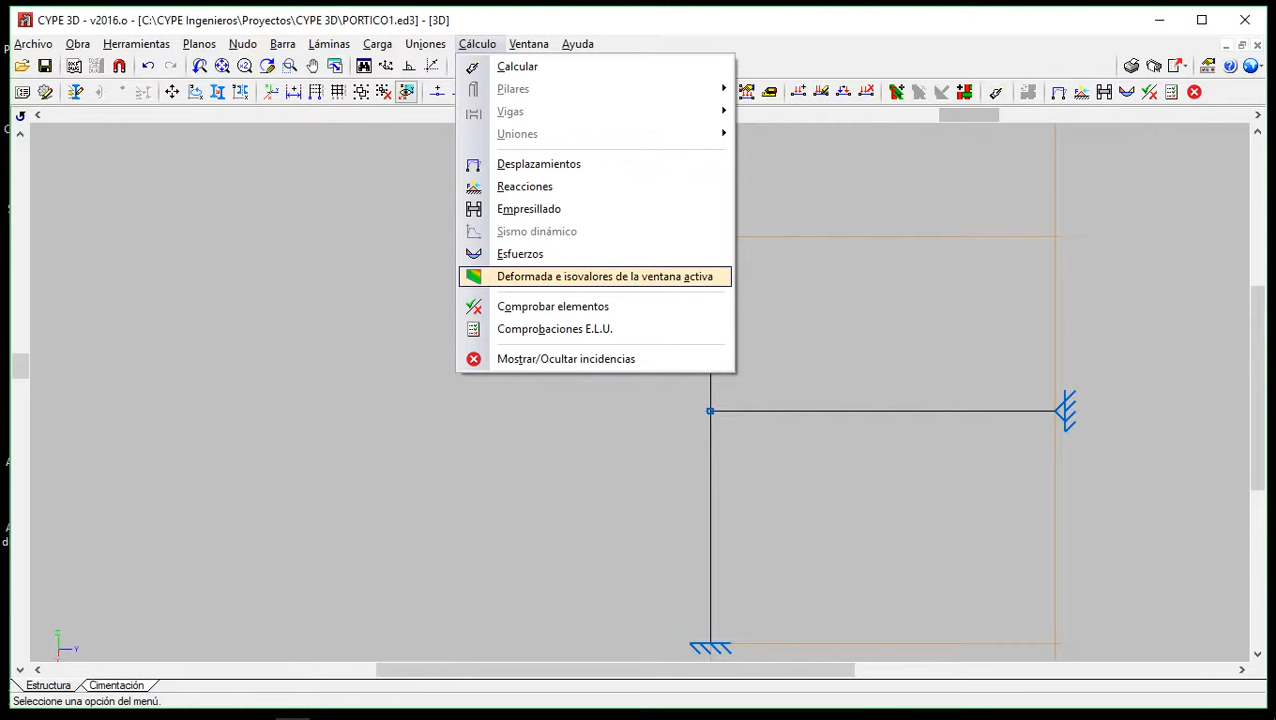 CYPE 3D - v2016.o - [C:\CYPE Ingenieros\Proyectos\CYPE 3D\PORTICO1.ed3] - [3D]
Archivo Obra Herramientas Planos Nudo Barra Láminas Carga Uniones Cálculo Ventana Ayuda
Calcular
Pilares
Vigas
Uniones
Desplazamientos
Reacciones
Empresillado
Sismo dinámico
Esfuerzos
Deformada e isovalores de la ventana activa
Comprobar elementos
Comprobaciones E.L.U.
Mostrar/Ocultar incidencias
Z
Y
Estructura Cimentación
Seleccione una opción del menú.